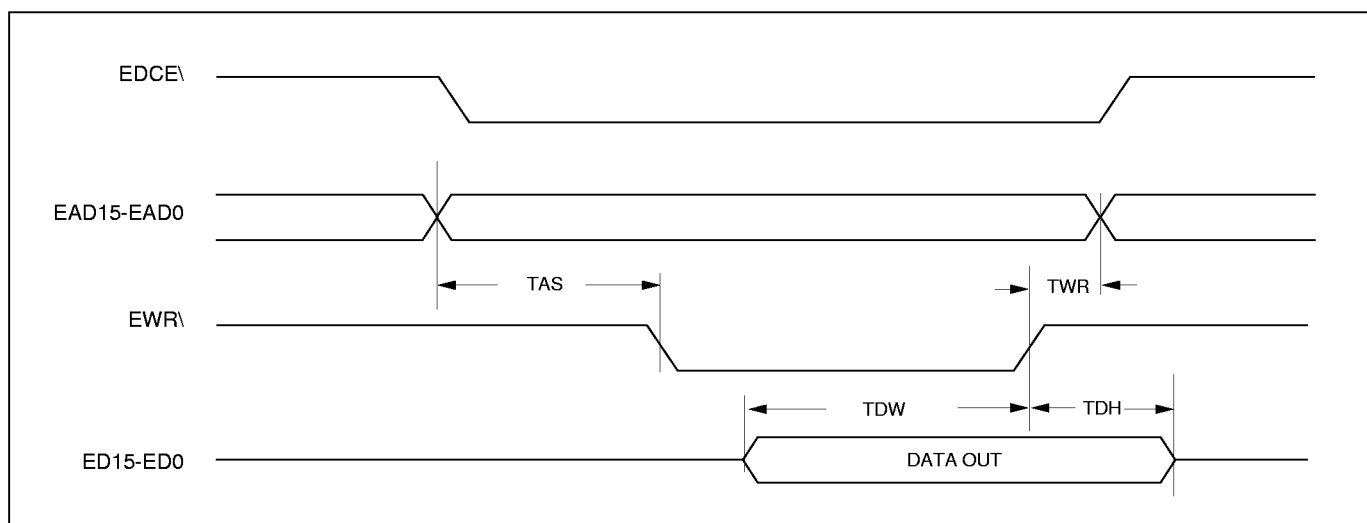 EDCE\
EAD15-EAD0
TAS
TWR
EWR\
TDW
TDH
ED15-ED0
DATA OUT